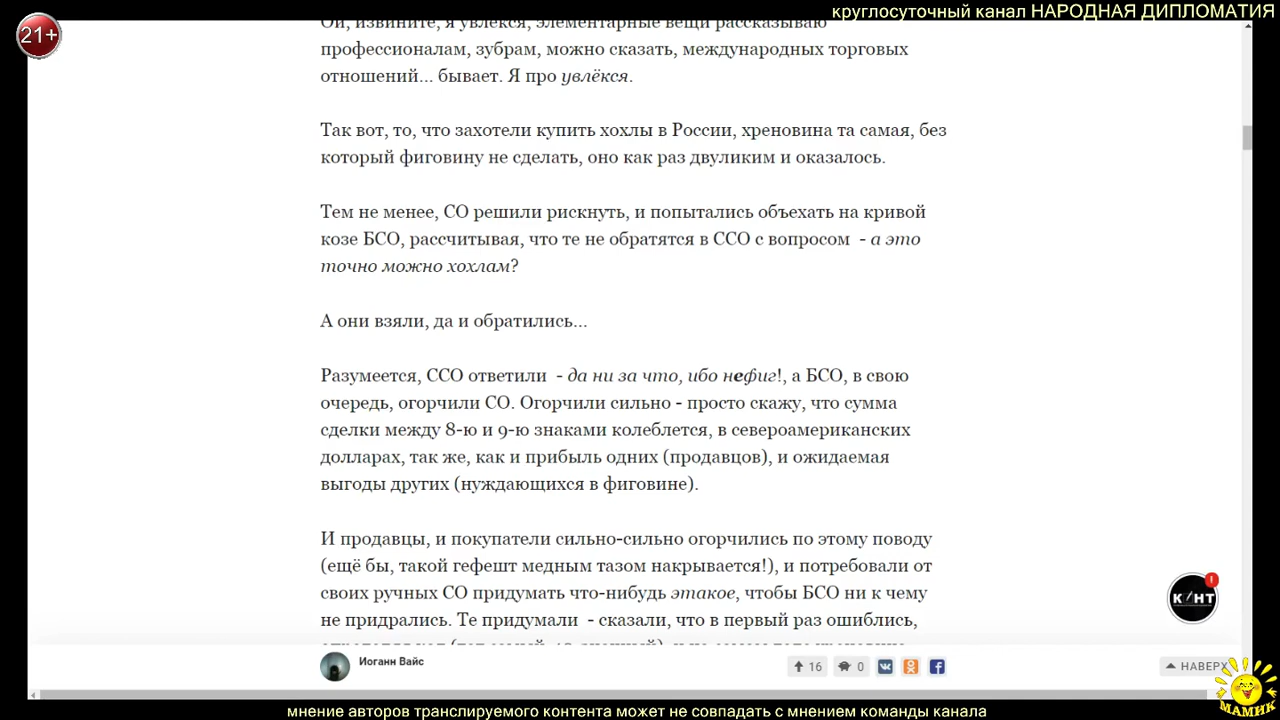 круглосуточный канал НАРОДНАЯ ДИПЛОМАТИЯ
21+
Ой, извините, я увлёкся, элементарные вещи рассказываю
профессионалам, зубрам, можно сказать, международных торговых
отношений... бывает. Я про увлёкся.
Так вот, то, что захотели купить хохлы в России, хреновина та самая, без
который фиговину не сделать, оно как раз двуликим и оказалось.
Тем не менее, СО решили рискнуть, и попытались объехать на кривой
козе БСО, рассчитывая, что те не обратятся в ССО с вопросом - а это
точно можно хохлам?
А они взяли, да и обратились...
Разумеется, ССО ответили - да ни за что, ибо нефиг!, а БСО, в свою
очередь, огорчили СО. Огорчили сильно - просто скажу, что сумма
сделки между 8-ю и 9-ю знаками колеблется, в североамериканских
долларах, так же, как и прибыль одних (продавцов), и ожидаемая
выгоды других (нуждающихся в фиговине).
И продавцы, и покупатели сильно-сильно огорчились по этому поводу
(ещё бы, такой гефешт медным тазом накрывается!), и потребовали от
своих ручных СО придумать что-нибудь этакое, чтобы БСО ни к чему
не придрались. Те придумали - сказали, что в первый раз ошиблись,
КОНТ
Иоганн Вайс
16
0
НАВЕРХ
МАМИК
мнение авторов транслируемого контента может не совпадать с мнением команды канала